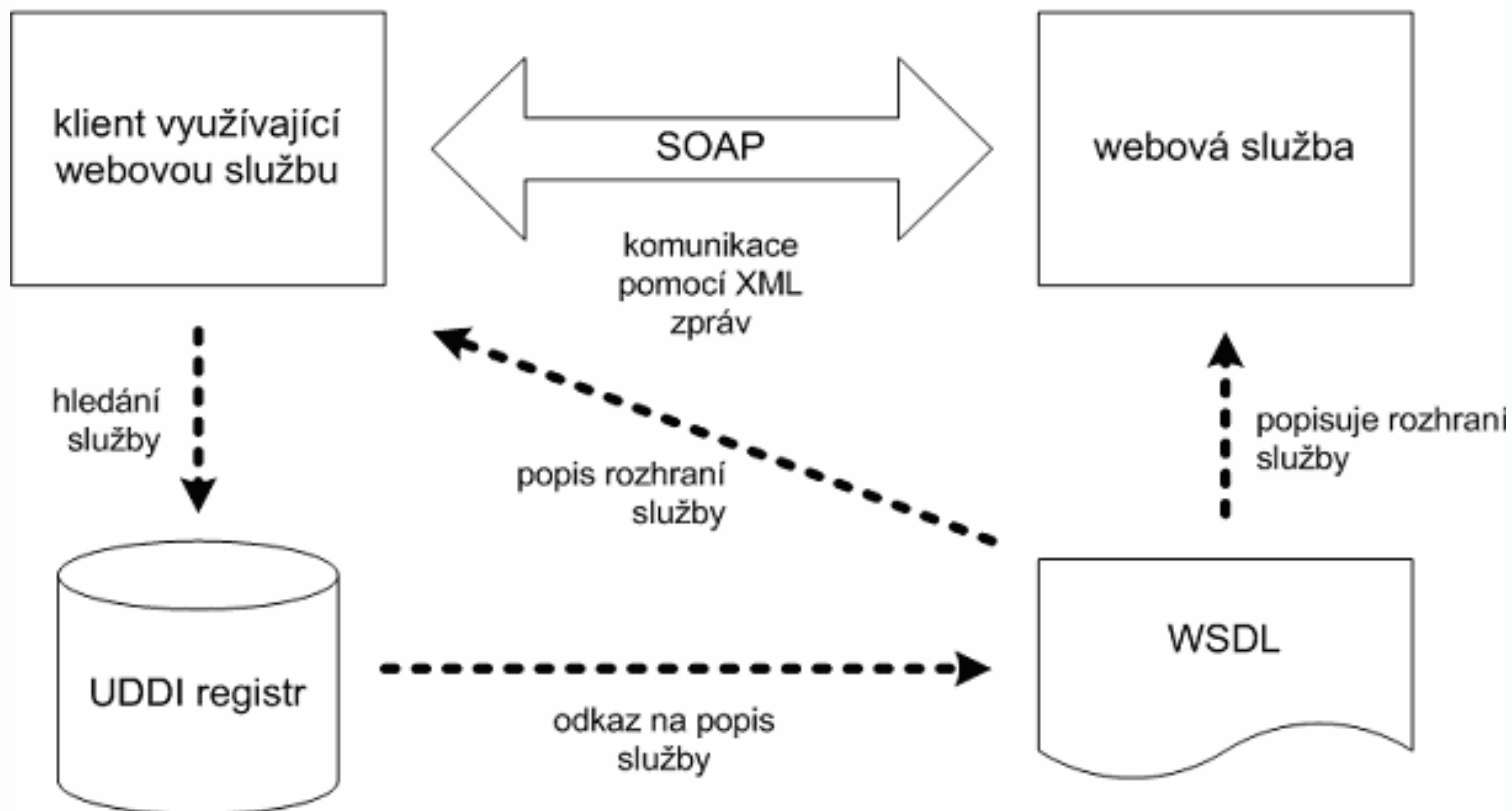 klient využívající
webovou službu
SOAP
webová služba
komunikace
pomocí XML
zpráv
hledání
služby
popis rozhraní
služby
popisuje rozhraní
služby
UDDI registr
odkaz na popis
služby
WSDL